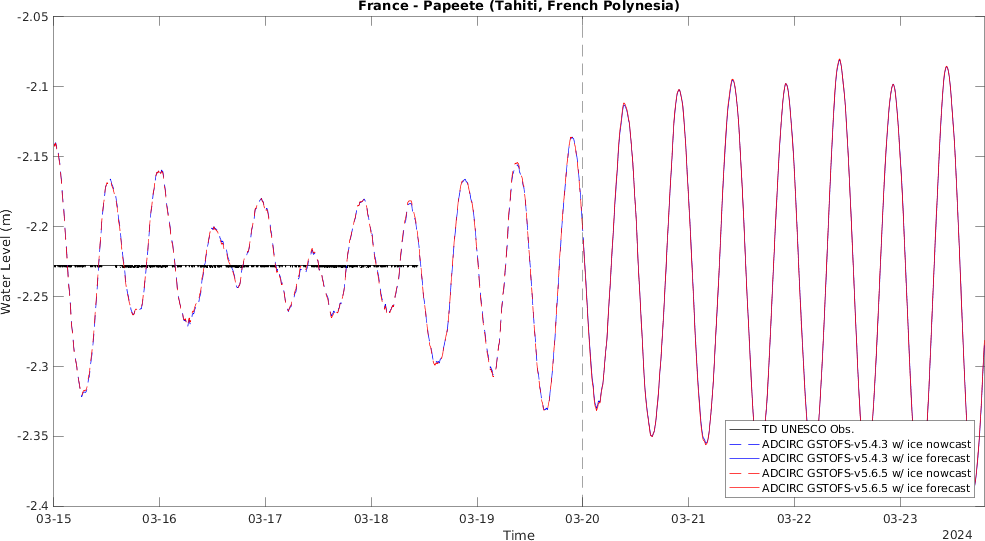 France - Papeete (Tahiti, French Polynesia)
-2.05
-2.1
-2.15
-2.2
-2.25
-2.3
-2.35
-2.4
Water Level (m)
TD UNESCO Obs.
ADCIRC GSTOFS-v5.4.3 w/ ice nowcast
ADCIRC GSTOFS-v5.4.3 w/ ice forecast
ADCIRC GSTOFS-v5.6.5 w/ ice nowcast
ADCIRC GSTOFS-v5.6.5 w/ ice forecast
03-15 03-16 03-17 03-18 03-19 03-20 03-21 03-22 03-23
Time
2024